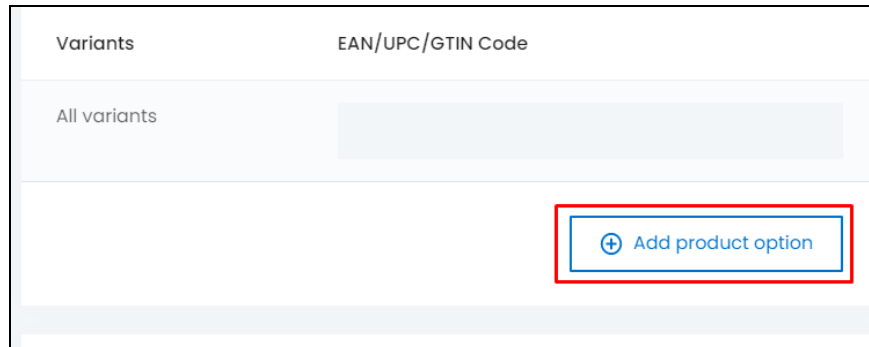 Variants EAN/UPC/GTIN Code
All variants
Add product option